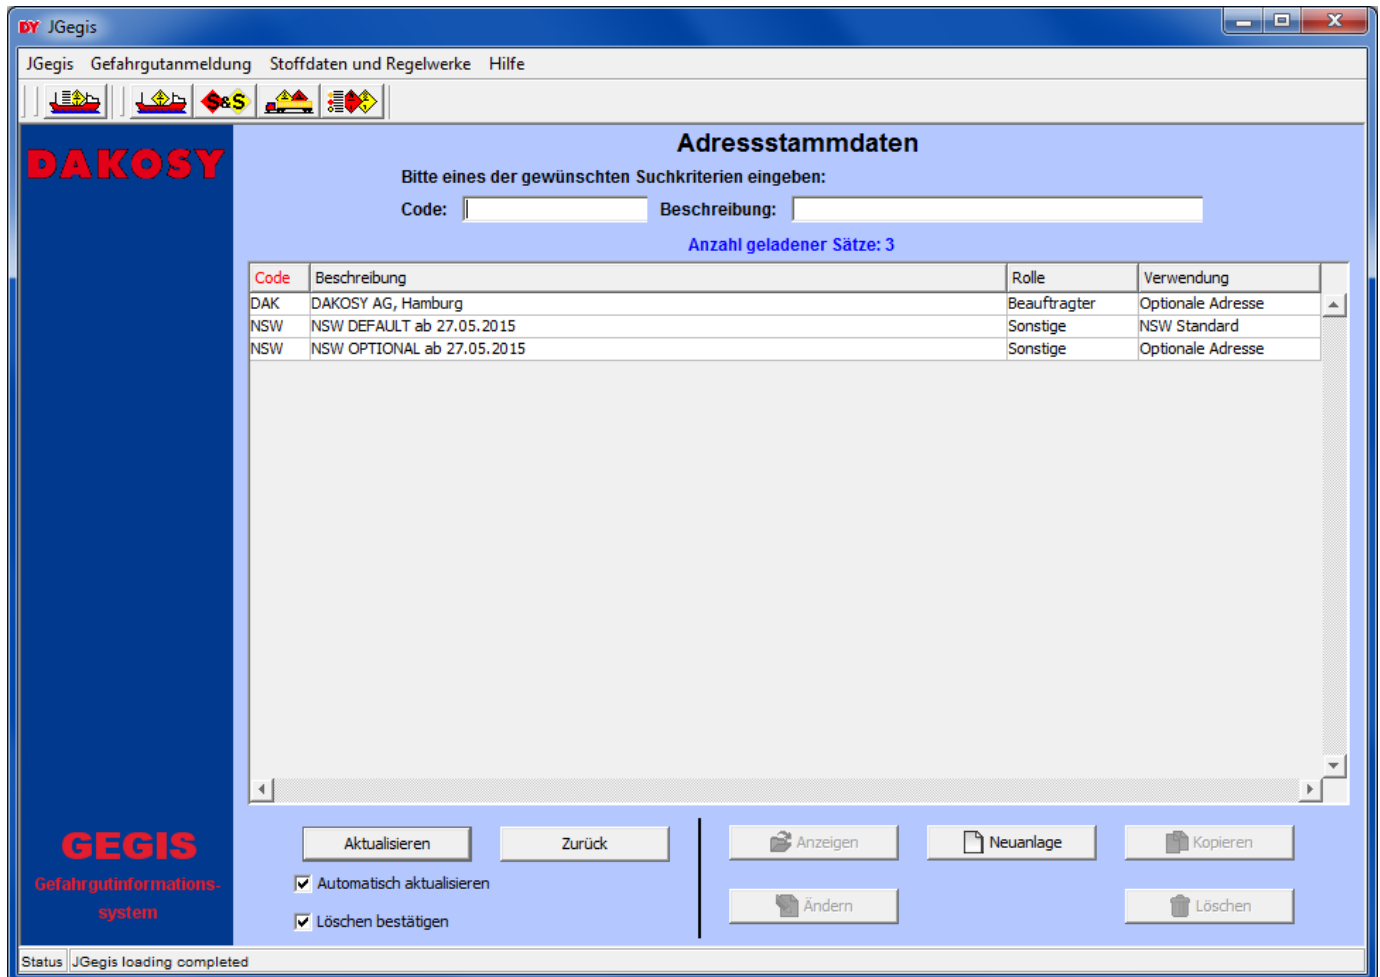 DY JGegis
JGegis Gefahrgutanmeldung Stoffdaten und Regelwerke Hilfe
S&S
DAKOSY
Adressstammdaten
Bitte eines der gewünschten Suchkriterien eingeben:
Code: Beschreibung:
Anzahl geladener Sätze: 3
Code Beschreibung Rolle Verwendung
DAK DAKOSY AG, Hamburg Beauftragter Optionale Adresse
NSW NSW DEFAULT ab 27.05.2015 Sonstige NSW Standard
NSW NSW OPTIONAL ab 27.05.2015 Sonstige Optionale Adresse
GEGIS
Gefahrgutinformations-
system
Aktualisieren Zurück Anzeigen Neuanlage Kopieren
Automatisch aktualisieren
Löschen bestätigen
Ändern Löschen
Status JGegis loading completed